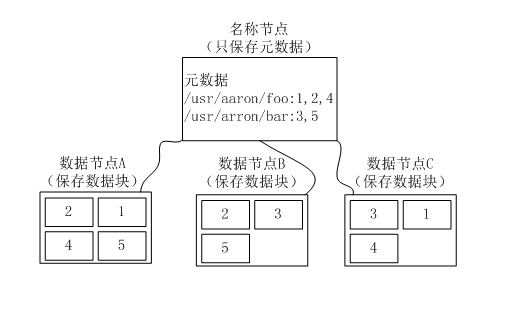 名称节点
（只保存元数据）
元数据
/usr/aaron/foo:1,2,4
/usr/arron/bar:3,5
数据节点A
（保存数据块）
2 1
4 5
数据节点B
（保存数据块）
2 3
5
数据节点C
（保存数据块）
3 1
4